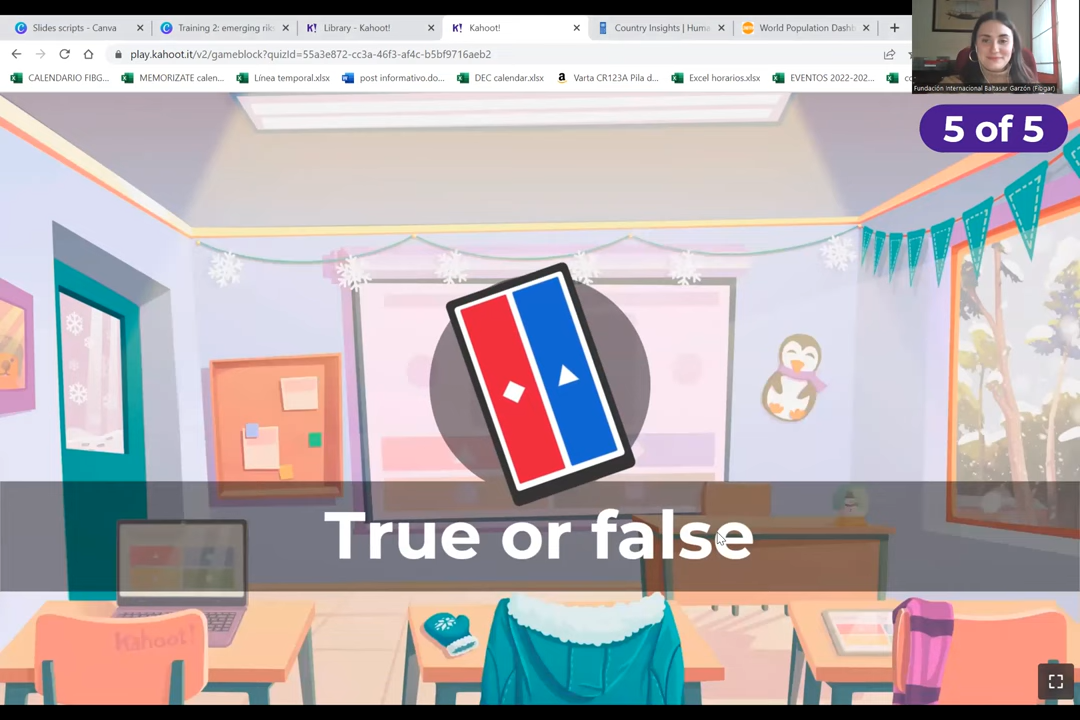 Slides scripts - Canva
Training 2: emerging ris
Library - Kahoot!
Kahoot!
Country Insights | Huma
World Population Dashb
play.kahoot.it/v2/gameblock?quizId=55a3e872-cc3a-46f3-af4c-b5bf9716aeb2
CALENDARIO FIBG...
MEMORIZATE calen...
Línea temporal.xlsx
post informativo.do...
DEC calendar.xlsx
Varta CR123A Pila d...
Excel horarios.xlsx
EVENTOS 2022-202...
co
Fundación Internacional Baltasar Garzón (Fibgar)
5 of 5
True or false
Kahoot!